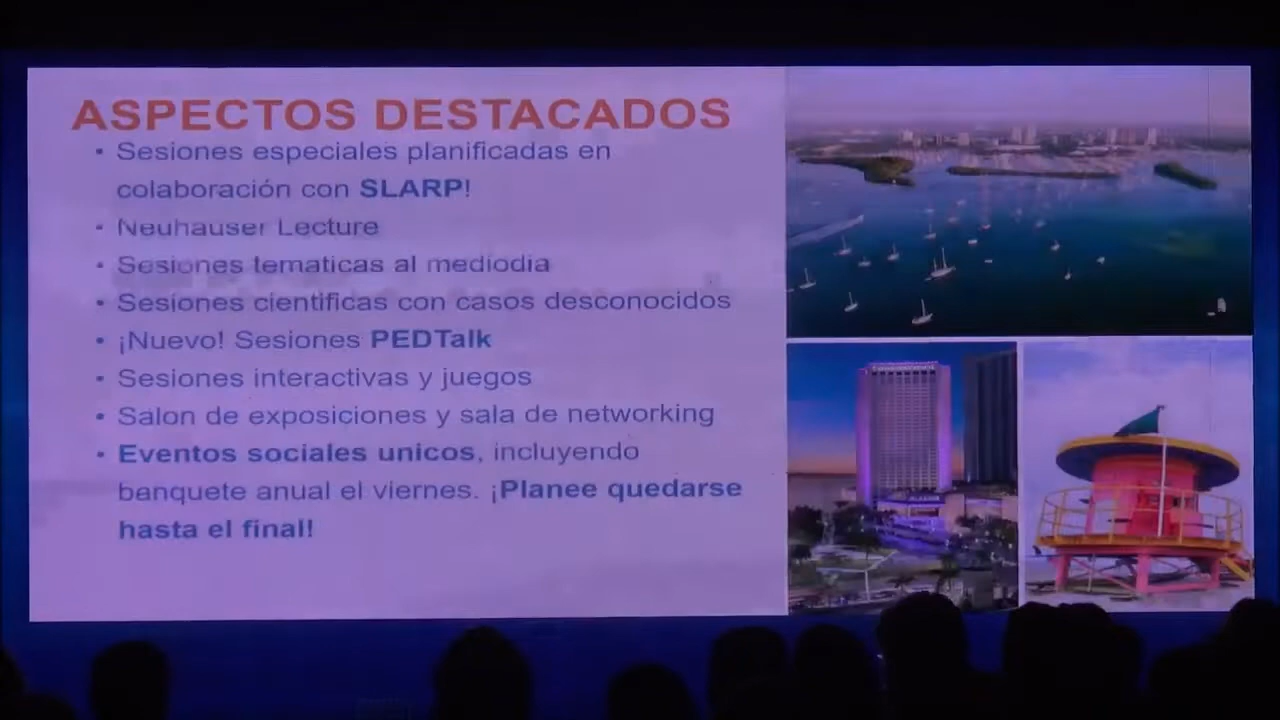 ASPECTOS DESTACADOS
• Sesiones especiales planificadas en
colaboración con SLARP!
• Neuhauser Lecture
• Sesiones tematicas al mediodia
• Sesiones cientificas con casos desconocidos
• ¡Nuevo! Sesiones PEDTalk
• Sesiones interactivas y juegos
• Salon de exposiciones y sala de networking
• Eventos sociales unicos, incluyendo
banquete anual el viernes. ¡Planee quedarse
hasta el final!